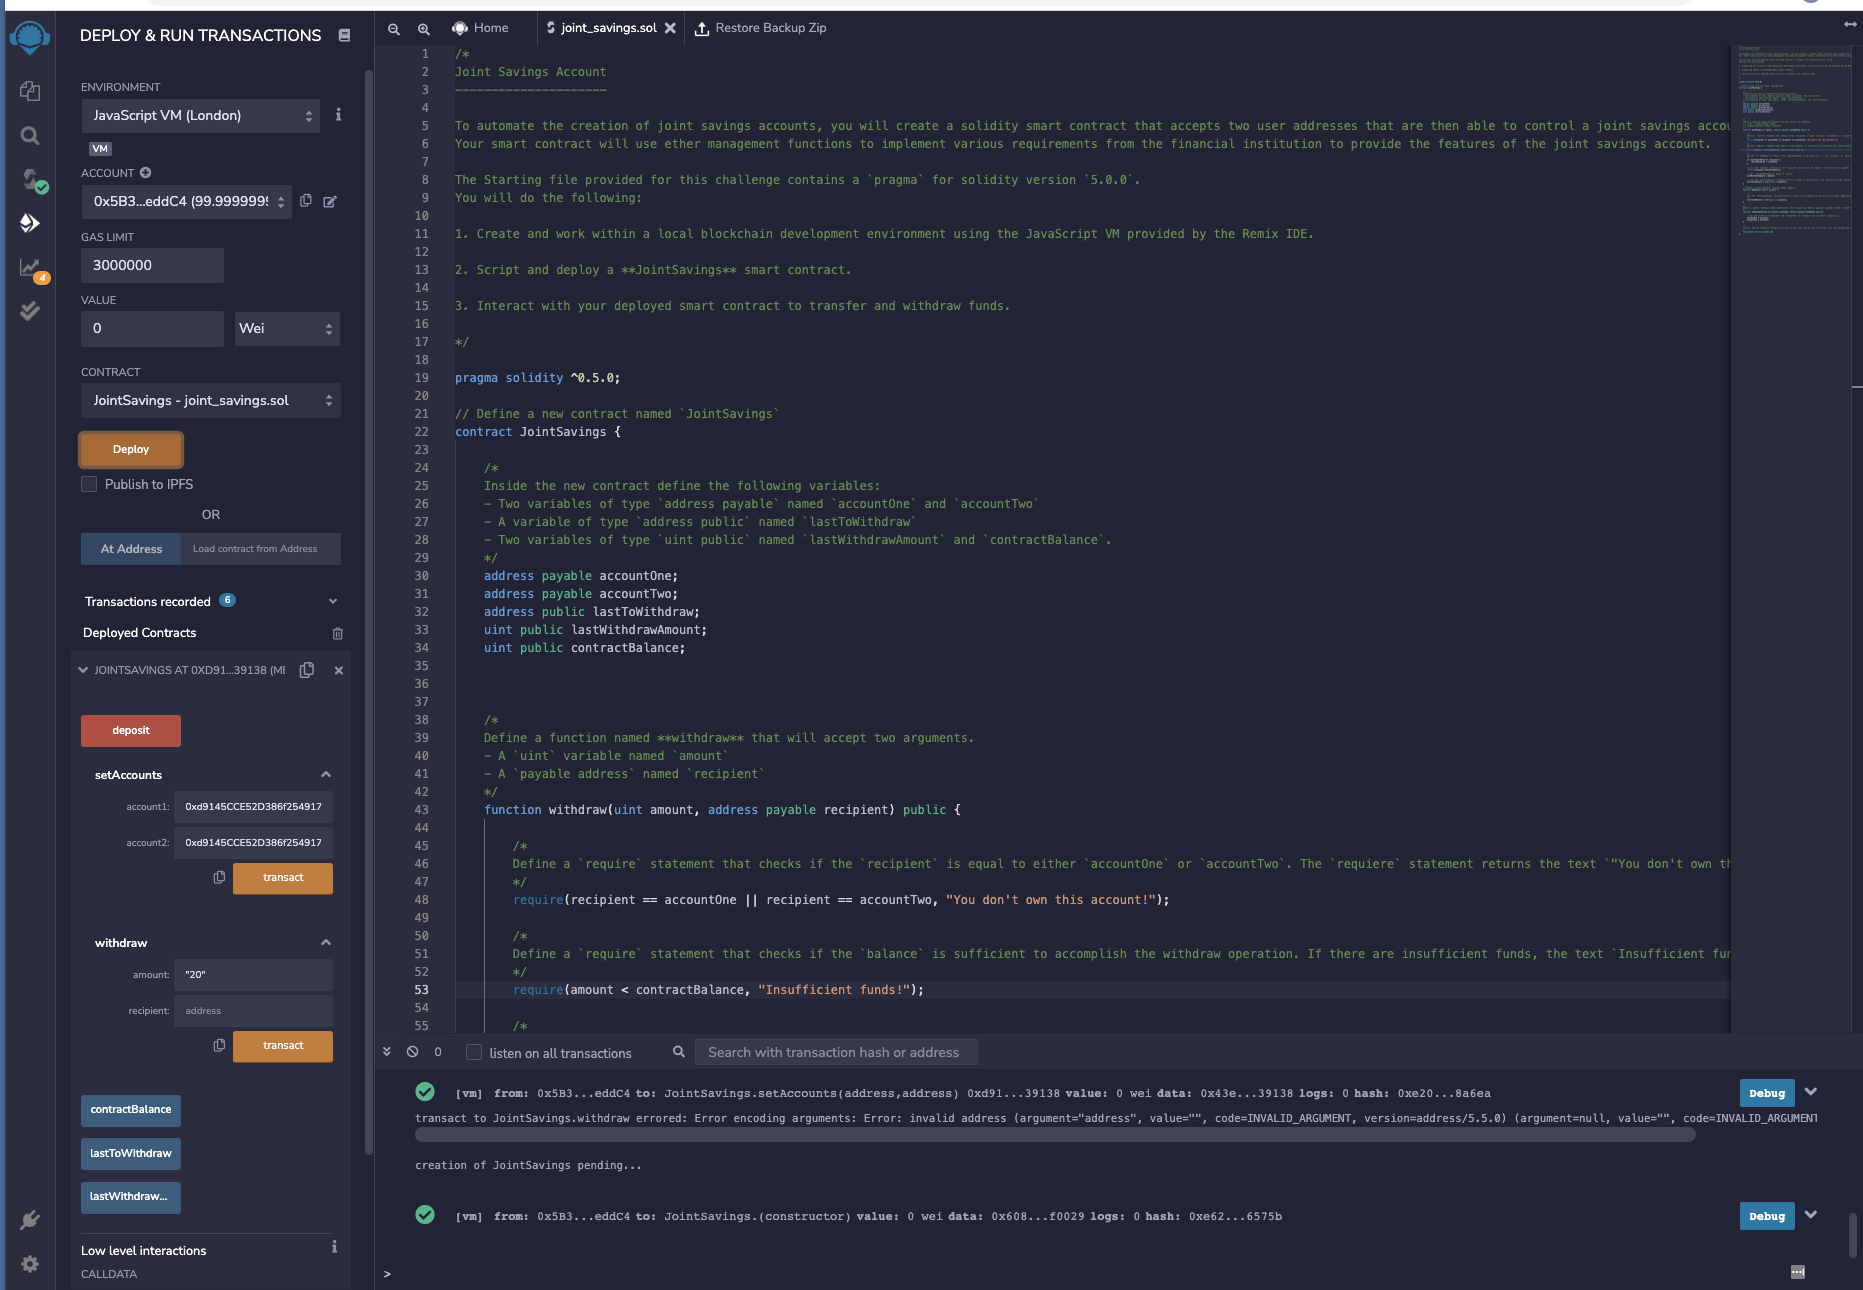 DEPLOY & RUN TRANSACTIONS
ENVIRONMENT
JavaScript VM (London)
VM
ACCOUNT
0x5B3...eddC4 (99.9999999
GAS LIMIT
3000000
VALUE
0
Wei
CONTRACT
JointSavings - joint_savings.sol
Deploy
Publish to IPFS
OR
At Address
Load contract from Address
Transactions recorded 6
Deployed Contracts
JOINTSAVINGS AT 0XD91...39138 (ME
deposit
setAccounts
account1: 0xd9145CCE52D386f254917
account2: 0xd9145CCE52D386f254917
transact
withdraw
amount: "20"
recipient: address
transact
contractBalance
lastToWithdraw
lastWithdraw...
Low level interactions
CALLDATA
4
Home
joint_savings.sol
Restore Backup Zip
1 /*
2 Joint Savings Account
3 ---------------------
4
5 To automate the creation of joint savings accounts, you will create a solidity smart contract that accepts two user addresses that are then able to control a joint savings accou
6 Your smart contract will use ether management functions to implement various requirements from the financial institution to provide the features of the joint savings account.
7
8 The Starting file provided for this challenge contains a `pragma` for solidity version `5.0.0`.
9 You will do the following:
10
11 1. Create and work within a local blockchain development environment using the JavaScript VM provided by the Remix IDE.
12
13 2. Script and deploy a **JointSavings** smart contract.
14
15 3. Interact with your deployed smart contract to transfer and withdraw funds.
16
17 */
18
19 pragma solidity ^0.5.0;
20
21 // Define a new contract named `JointSavings`
22 contract JointSavings {
23
24 /*
25 Inside the new contract define the following variables:
26 - Two variables of type `address payable` named `accountOne` and `accountTwo`
27 - A variable of type `address public` named `lastToWithdraw`
28 - Two variables of type `uint public` named `lastWithdrawAmount` and `contractBalance`.
29 */
30 address payable accountOne;
31 address payable accountTwo;
32 address public lastToWithdraw;
33 uint public lastWithdrawAmount;
34 uint public contractBalance;
35
36
37
38 /*
39 Define a function named **withdraw** that will accept two arguments.
40 - A `uint` variable named `amount`
41 - A `payable address` named `recipient`
42 */
43 function withdraw(uint amount, address payable recipient) public {
44
45 /*
46 Define a `require` statement that checks if the `recipient` is equal to either `accountOne` or `accountTwo`. The `requiere` statement returns the text `"You don't own th
47 */
48 require(recipient == accountOne || recipient == accountTwo, "You don't own this account!");
49
50 /*
51 Define a `require` statement that checks if the `balance` is sufficient to accomplish the withdraw operation. If there are insufficient funds, the text `Insufficient fun
52 */
53 require(amount < contractBalance, "Insufficient funds!");
54
55 /*
0
listen on all transactions
Search with transaction hash or address
[vm] from: 0x5B3...eddC4 to: JointSavings.setAccounts(address,address) 0xd91...39138 value: 0 wei data: 0x43e...39138 logs: 0 hash: 0xe20...8a6ea
Debug
transact to JointSavings.withdraw errored: Error encoding arguments: Error: invalid address (argument="address", value="", code=INVALID_ARGUMENT, version=address/5.5.0) (argument=null, value="", code=INVALID_ARGUMENT
creation of JointSavings pending...
[vm] from: 0x5B3...eddC4 to: JointSavings.(constructor) value: 0 wei data: 0x608...f0029 logs: 0 hash: 0xe62...6575b
Debug
>